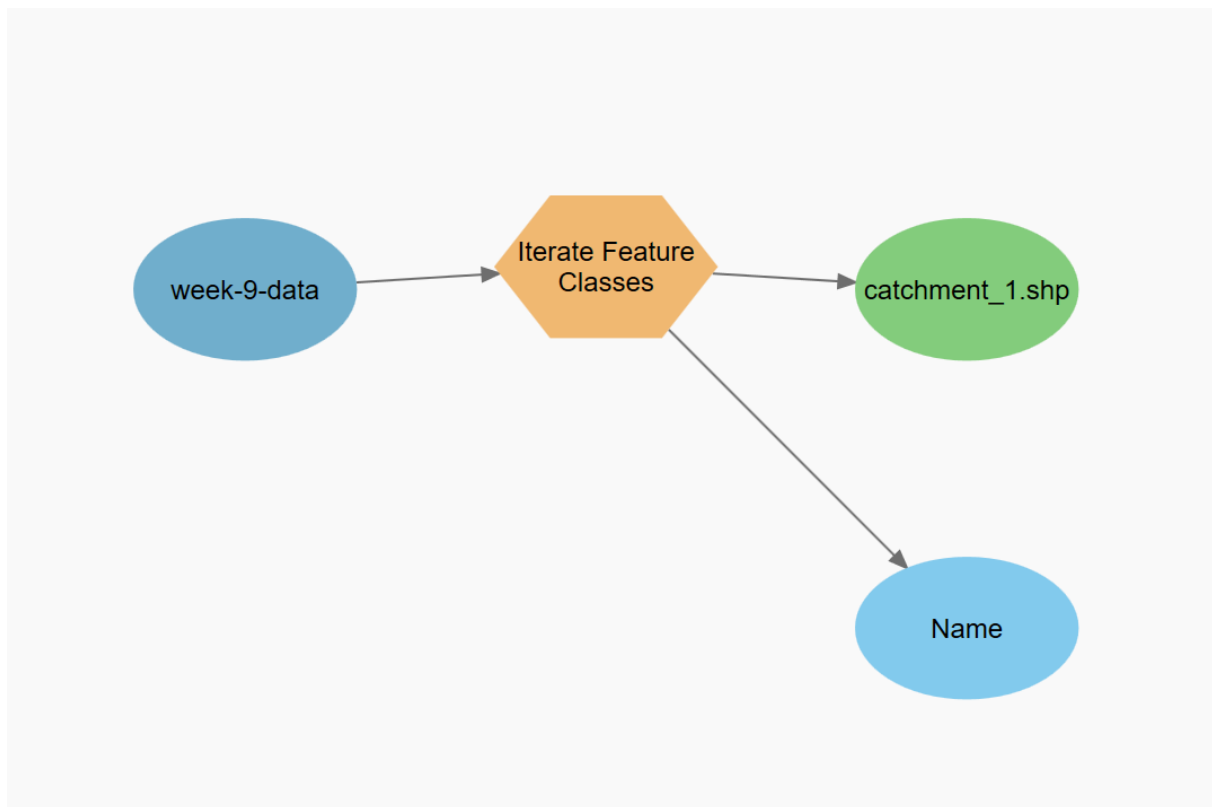 week-9-data
Iterate Feature
Classes
catchment_1.shp
Name